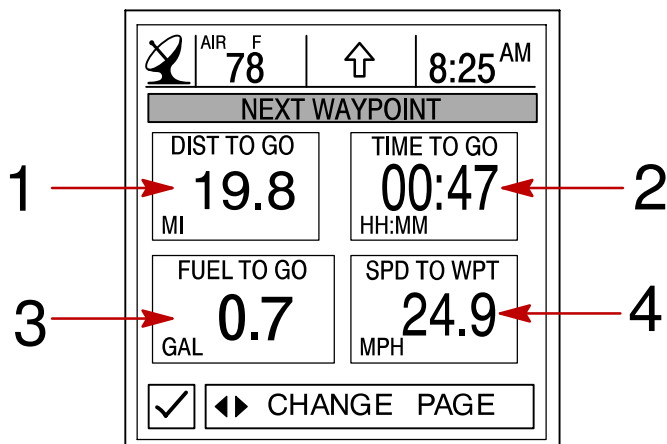 AIR F 78 8:25 AM
NEXT WAYPOINT
DIST TO GO TIME TO GO
1 19.8 00:47 2
MI HH:MM
FUEL TO GO SPD TO WPT
3 0.7 24.9 4
GAL MPH
CHANGE PAGE